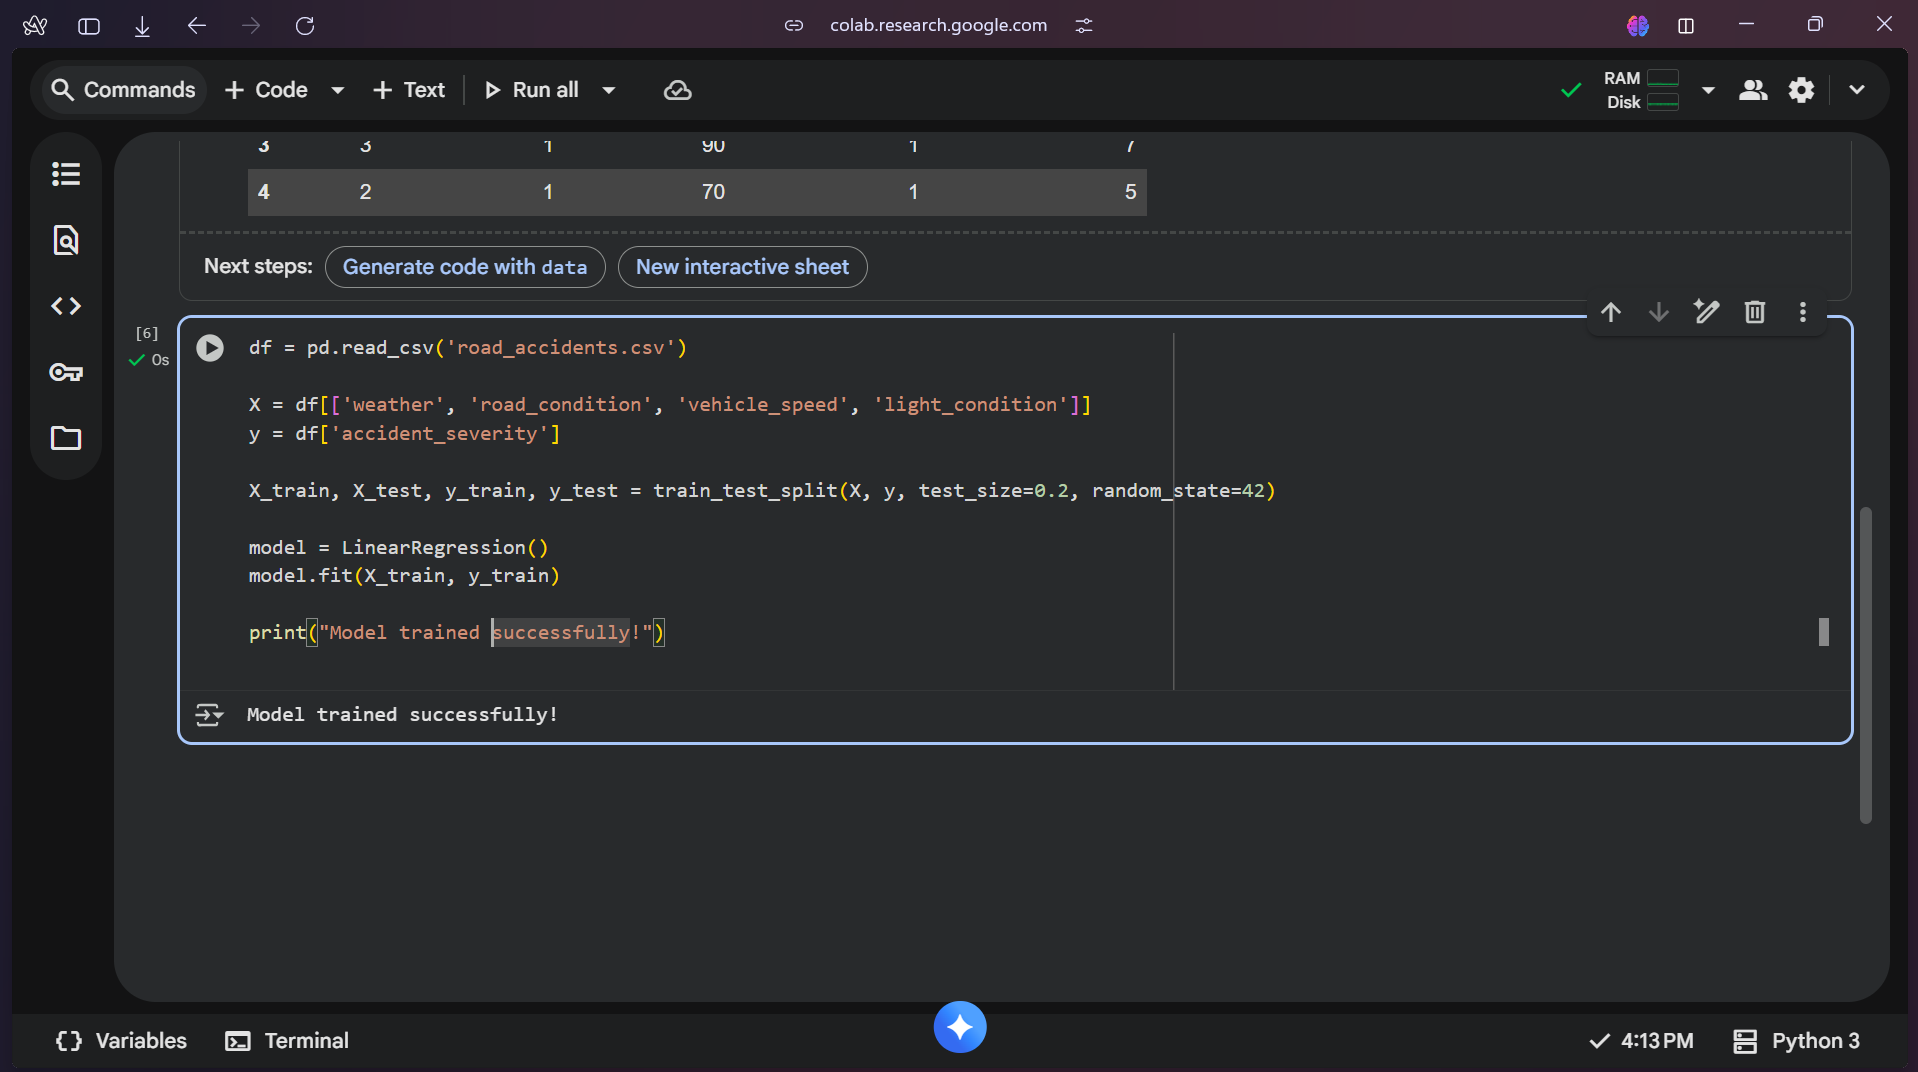 colab.research.google.com
Commands + Code + Text Run all RAM
Disk
3 3 1 90 1 7
4 2 1 70 1 5
Next steps: Generate code with data New interactive sheet
[6]
0s
df = pd.read_csv('road_accidents.csv')
X = df[['weather', 'road_condition', 'vehicle_speed', 'light_condition']]
y = df['accident_severity']
X_train, X_test, y_train, y_test = train_test_split(X, y, test_size=0.2, random_state=42)
model = LinearRegression()
model.fit(X_train, y_train)
print("Model trained successfully!")
Model trained successfully!
{} Variables Terminal 4:13 PM Python 3